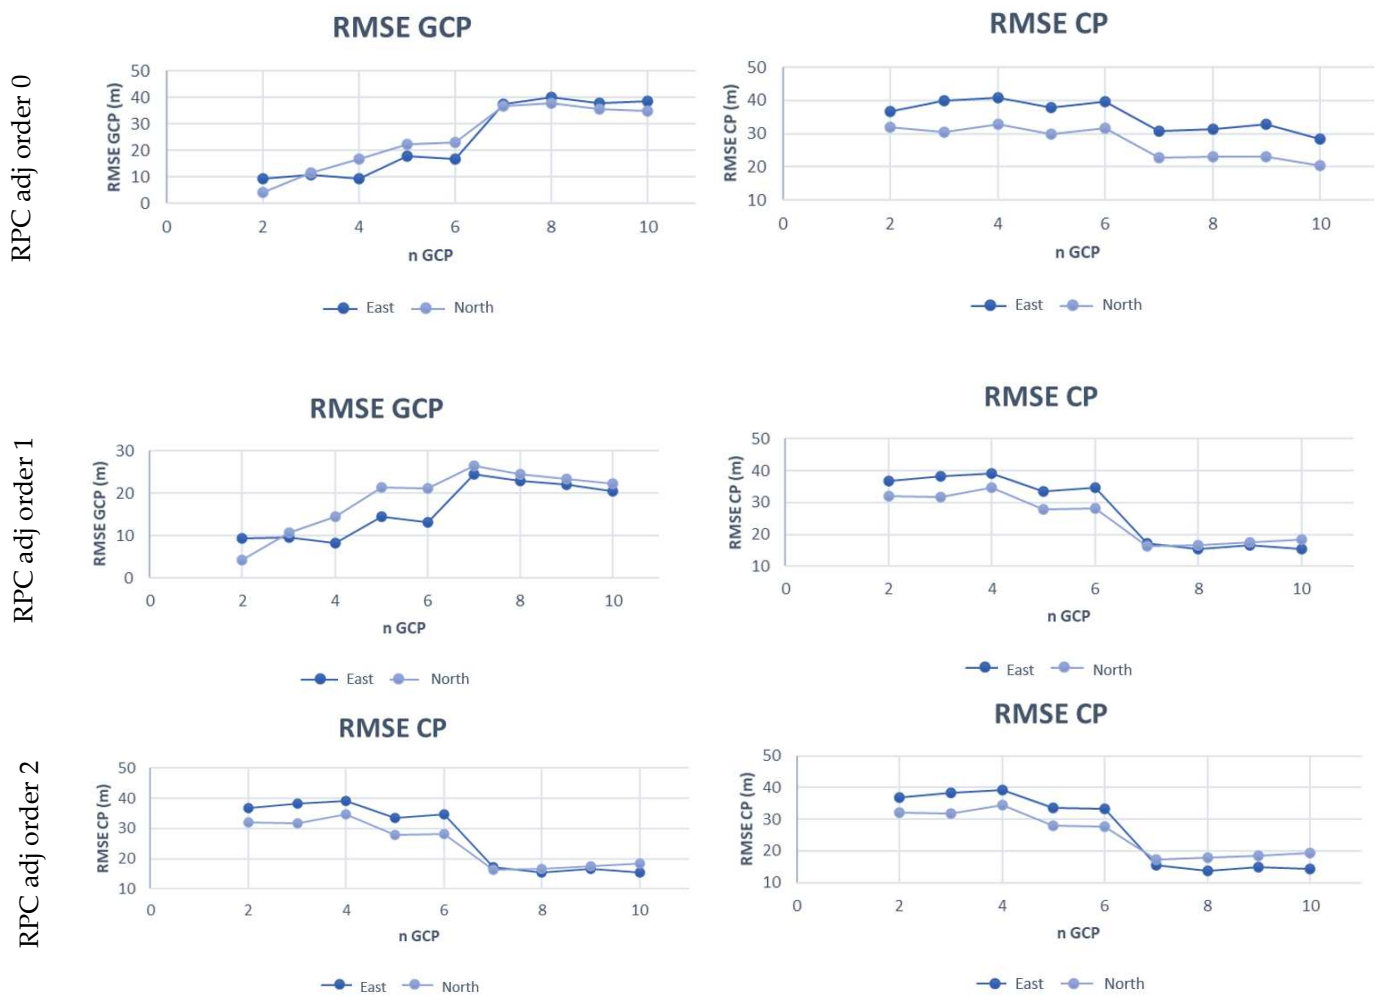 RPC adj order 0
RMSE GCP
RMSE GCP (m)
50
40
30
20
10
0
0 2 4 6 8 10
n GCP
East North
RMSE CP
RMSE CP (m)
50
40
30
20
10
0 2 4 6 8 10
n GCP
East North
RPC adj order 1
RMSE GCP
RMSE GCP (m)
30
20
10
0
0 2 4 6 8 10
n GCP
East North
RMSE CP
RMSE CP (m)
50
40
30
20
10
0 2 4 6 8 10
n GCP
East North
RPC adj order 2
RMSE CP
RMSE CP (m)
50
40
30
20
10
0 2 4 6 8 10
n GCP
East North
RMSE CP
RMSE CP (m)
50
40
30
20
10
0 2 4 6 8 10
n GCP
East North